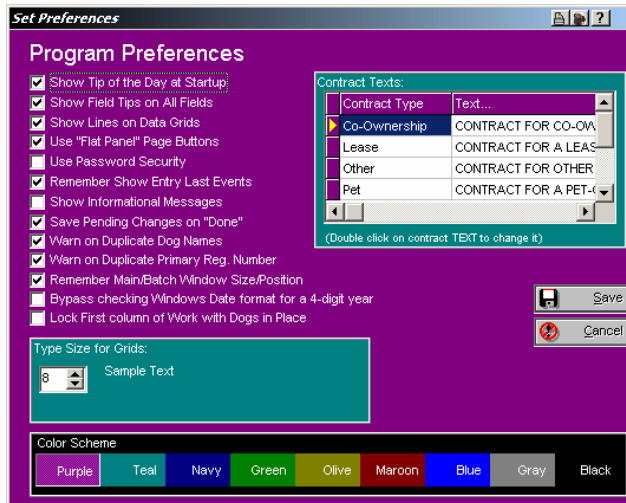 Set Preferences
?
Program Preferences
Show Tip of the Day at Startup
Show Field Tips on All Fields
Show Lines on Data Grids
Use "Flat Panel" Page Buttons
Use Password Security
Remember Show Entry Last Events
Show Informational Messages
Save Pending Changes on "Done"
Warn on Duplicate Dog Names
Warn on Duplicate Primary Reg. Number
Remember Main/Batch Window Size/Position
Bypass checking Windows Date format for a 4-digit year
Lock First column of Work with Dogs in Place
Contract Texts:
Contract Type Text...
Co-Ownership CONTRACT FOR CO-OW
Lease CONTRACT FOR A LEAS
Other CONTRACT FOR OTHER
Pet CONTRACT FOR A PET-
(Double click on contract TEXT to change it)
Save
Cancel
Type Size for Grids:
8 Sample Text
Color Scheme
Purple Teal Navy Green Olive Maroon Blue Gray Black